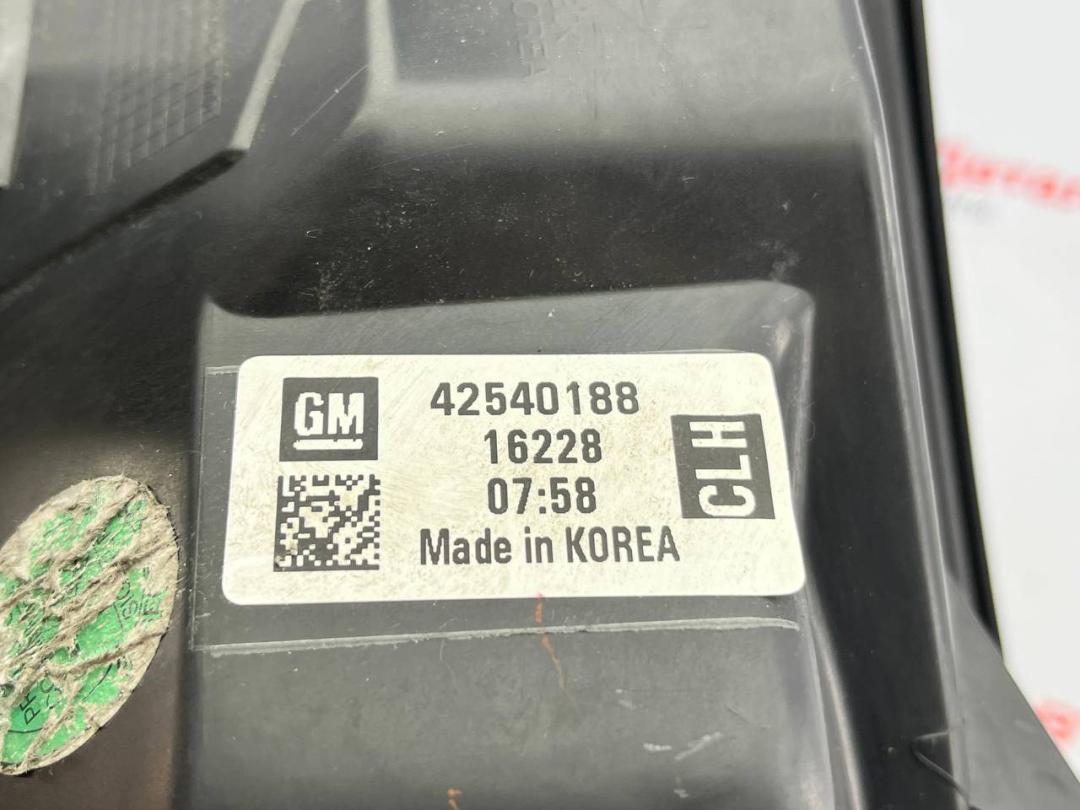 GM
42540188
16228
07:58
Made in KOREA
CLH